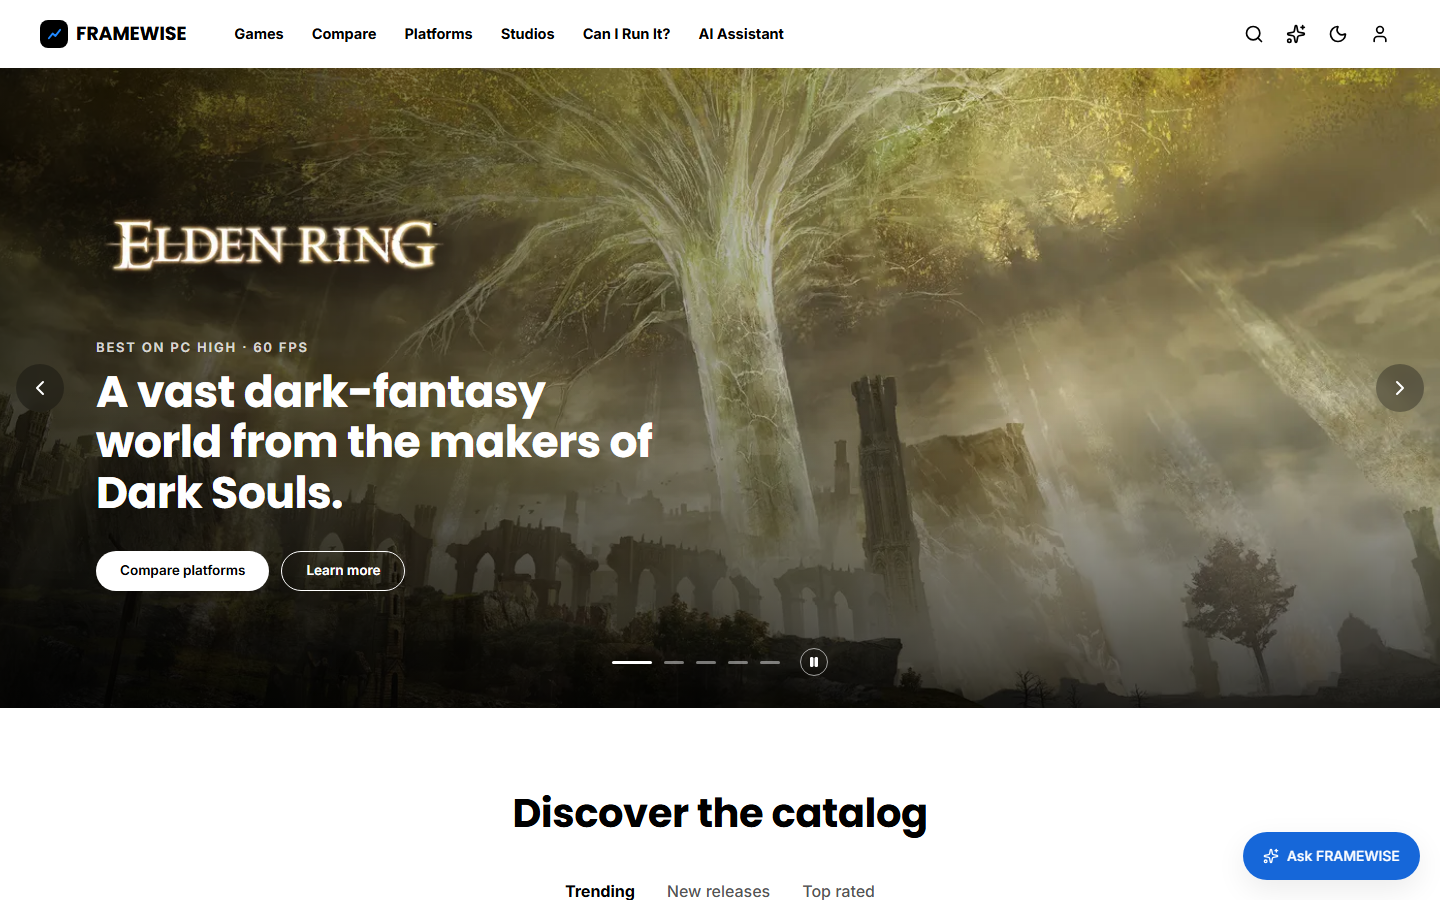 FRAMEWISE
Games Compare Platforms Studios Can I Run It? AI Assistant
ELDEN RING
BEST ON PC HIGH · 60 FPS
A vast dark-fantasy
world from the makers of
Dark Souls.
Compare platforms Learn more
Discover the catalog
Ask FRAMEWISE
Trending New releases Top rated